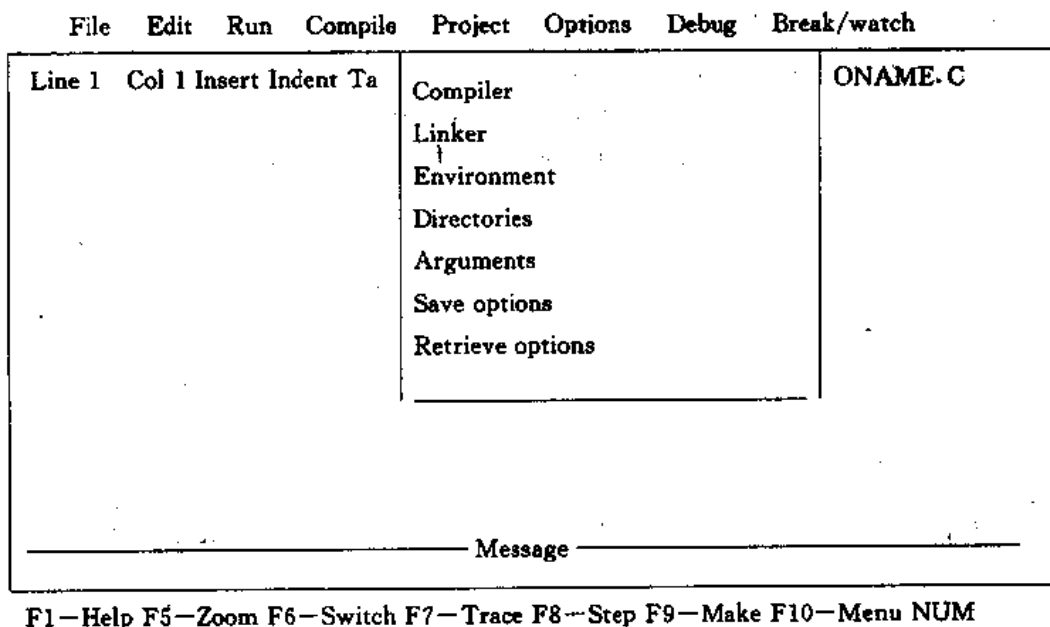 File Edit Run Compile Project Options Debug Break/watch
Line 1 Col 1 Insert Indent Ta
ONAME.C
Compiler
Linker
Environment
Directories
Arguments
Save options
Retrieve options
Message
F1—Help F5—Zoom F6—Switch F7—Trace F8—Step F9—Make F10—Menu NUM